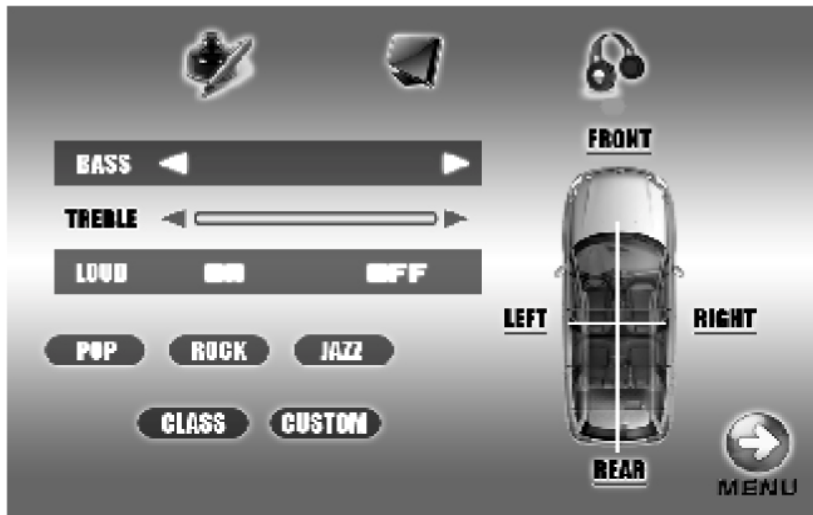 FRONT
BASS
TREBLE
LOUD ON OFF
LEFT RIGHT
POP ROCK JAZZ
CLASS CUSTOM
REAR
MENU